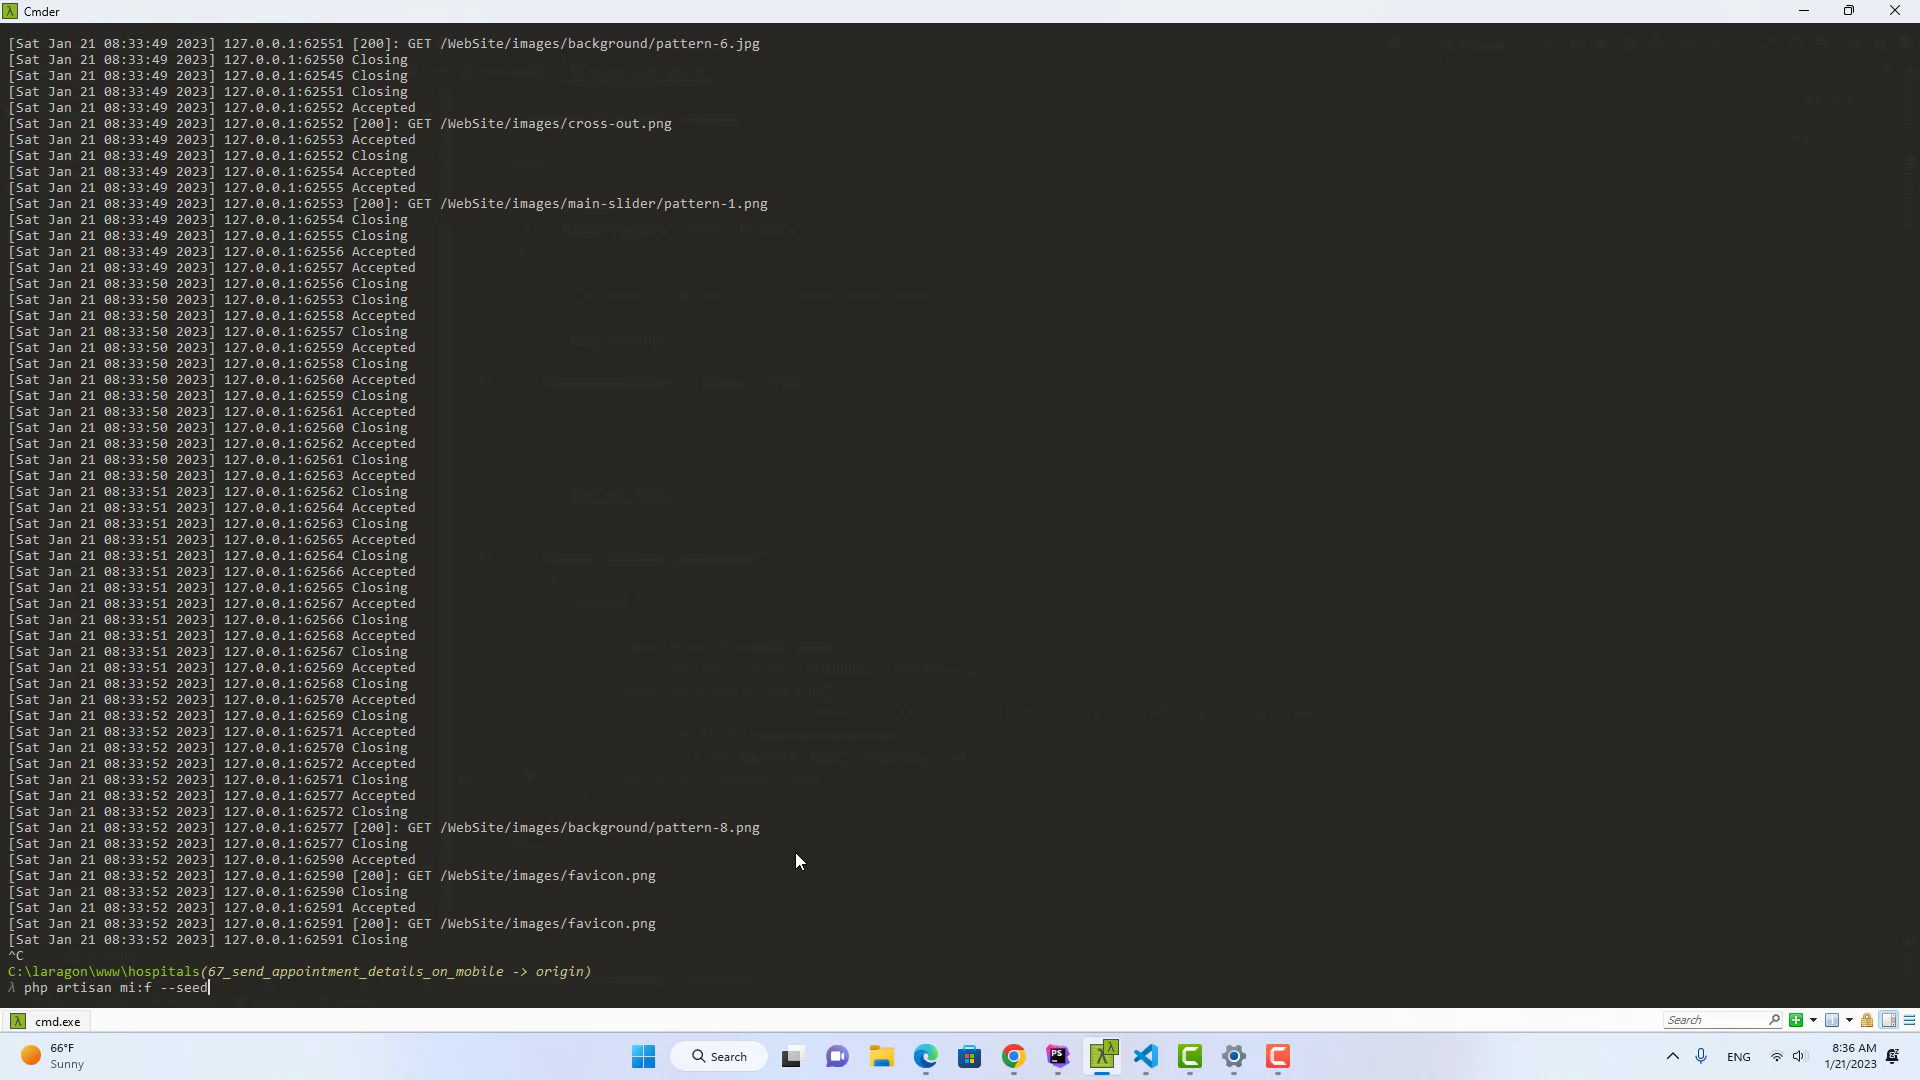 Cmder
[Sat Jan 21 08:33:49 2023] 127.0.0.1:62551 [200]: GET /WebSite/images/background/pattern-6.jpg
[Sat Jan 21 08:33:49 2023] 127.0.0.1:62550 Closing
[Sat Jan 21 08:33:49 2023] 127.0.0.1:62545 Closing
[Sat Jan 21 08:33:49 2023] 127.0.0.1:62551 Closing
[Sat Jan 21 08:33:49 2023] 127.0.0.1:62552 Accepted
[Sat Jan 21 08:33:49 2023] 127.0.0.1:62552 [200]: GET /WebSite/images/cross-out.png
[Sat Jan 21 08:33:49 2023] 127.0.0.1:62553 Accepted
[Sat Jan 21 08:33:49 2023] 127.0.0.1:62552 Closing
[Sat Jan 21 08:33:49 2023] 127.0.0.1:62554 Accepted
[Sat Jan 21 08:33:49 2023] 127.0.0.1:62555 Accepted
[Sat Jan 21 08:33:49 2023] 127.0.0.1:62553 [200]: GET /WebSite/images/main-slider/pattern-1.png
[Sat Jan 21 08:33:49 2023] 127.0.0.1:62554 Closing
[Sat Jan 21 08:33:49 2023] 127.0.0.1:62555 Closing
[Sat Jan 21 08:33:49 2023] 127.0.0.1:62556 Accepted
[Sat Jan 21 08:33:49 2023] 127.0.0.1:62557 Accepted
[Sat Jan 21 08:33:50 2023] 127.0.0.1:62556 Closing
[Sat Jan 21 08:33:50 2023] 127.0.0.1:62553 Closing
[Sat Jan 21 08:33:50 2023] 127.0.0.1:62558 Accepted
[Sat Jan 21 08:33:50 2023] 127.0.0.1:62557 Closing
[Sat Jan 21 08:33:50 2023] 127.0.0.1:62559 Accepted
[Sat Jan 21 08:33:50 2023] 127.0.0.1:62558 Closing
[Sat Jan 21 08:33:50 2023] 127.0.0.1:62560 Accepted
[Sat Jan 21 08:33:50 2023] 127.0.0.1:62559 Closing
[Sat Jan 21 08:33:50 2023] 127.0.0.1:62561 Accepted
[Sat Jan 21 08:33:50 2023] 127.0.0.1:62560 Closing
[Sat Jan 21 08:33:50 2023] 127.0.0.1:62562 Accepted
[Sat Jan 21 08:33:50 2023] 127.0.0.1:62561 Closing
[Sat Jan 21 08:33:50 2023] 127.0.0.1:62563 Accepted
[Sat Jan 21 08:33:51 2023] 127.0.0.1:62562 Closing
[Sat Jan 21 08:33:51 2023] 127.0.0.1:62564 Accepted
[Sat Jan 21 08:33:51 2023] 127.0.0.1:62563 Closing
[Sat Jan 21 08:33:51 2023] 127.0.0.1:62565 Accepted
[Sat Jan 21 08:33:51 2023] 127.0.0.1:62564 Closing
[Sat Jan 21 08:33:51 2023] 127.0.0.1:62566 Accepted
[Sat Jan 21 08:33:51 2023] 127.0.0.1:62565 Closing
[Sat Jan 21 08:33:51 2023] 127.0.0.1:62567 Accepted
[Sat Jan 21 08:33:51 2023] 127.0.0.1:62566 Closing
[Sat Jan 21 08:33:51 2023] 127.0.0.1:62568 Accepted
[Sat Jan 21 08:33:51 2023] 127.0.0.1:62567 Closing
[Sat Jan 21 08:33:51 2023] 127.0.0.1:62569 Accepted
[Sat Jan 21 08:33:52 2023] 127.0.0.1:62568 Closing
[Sat Jan 21 08:33:52 2023] 127.0.0.1:62570 Accepted
[Sat Jan 21 08:33:52 2023] 127.0.0.1:62569 Closing
[Sat Jan 21 08:33:52 2023] 127.0.0.1:62571 Accepted
[Sat Jan 21 08:33:52 2023] 127.0.0.1:62570 Closing
[Sat Jan 21 08:33:52 2023] 127.0.0.1:62572 Accepted
[Sat Jan 21 08:33:52 2023] 127.0.0.1:62571 Closing
[Sat Jan 21 08:33:52 2023] 127.0.0.1:62577 Accepted
[Sat Jan 21 08:33:52 2023] 127.0.0.1:62572 Closing
[Sat Jan 21 08:33:52 2023] 127.0.0.1:62577 [200]: GET /WebSite/images/background/pattern-8.png
[Sat Jan 21 08:33:52 2023] 127.0.0.1:62577 Closing
[Sat Jan 21 08:33:52 2023] 127.0.0.1:62590 Accepted
[Sat Jan 21 08:33:52 2023] 127.0.0.1:62590 [200]: GET /WebSite/images/favicon.png
[Sat Jan 21 08:33:52 2023] 127.0.0.1:62590 Closing
[Sat Jan 21 08:33:52 2023] 127.0.0.1:62591 Accepted
[Sat Jan 21 08:33:52 2023] 127.0.0.1:62591 [200]: GET /WebSite/images/favicon.png
[Sat Jan 21 08:33:52 2023] 127.0.0.1:62591 Closing
^C
C:\laragon\www\hospitals(67_send_appointment_details_on_mobile -> origin)
λ php artisan mi:f --seed
cmd.exe
Search
66°F
Sunny
Search
ENG
8:36 AM
1/21/2023